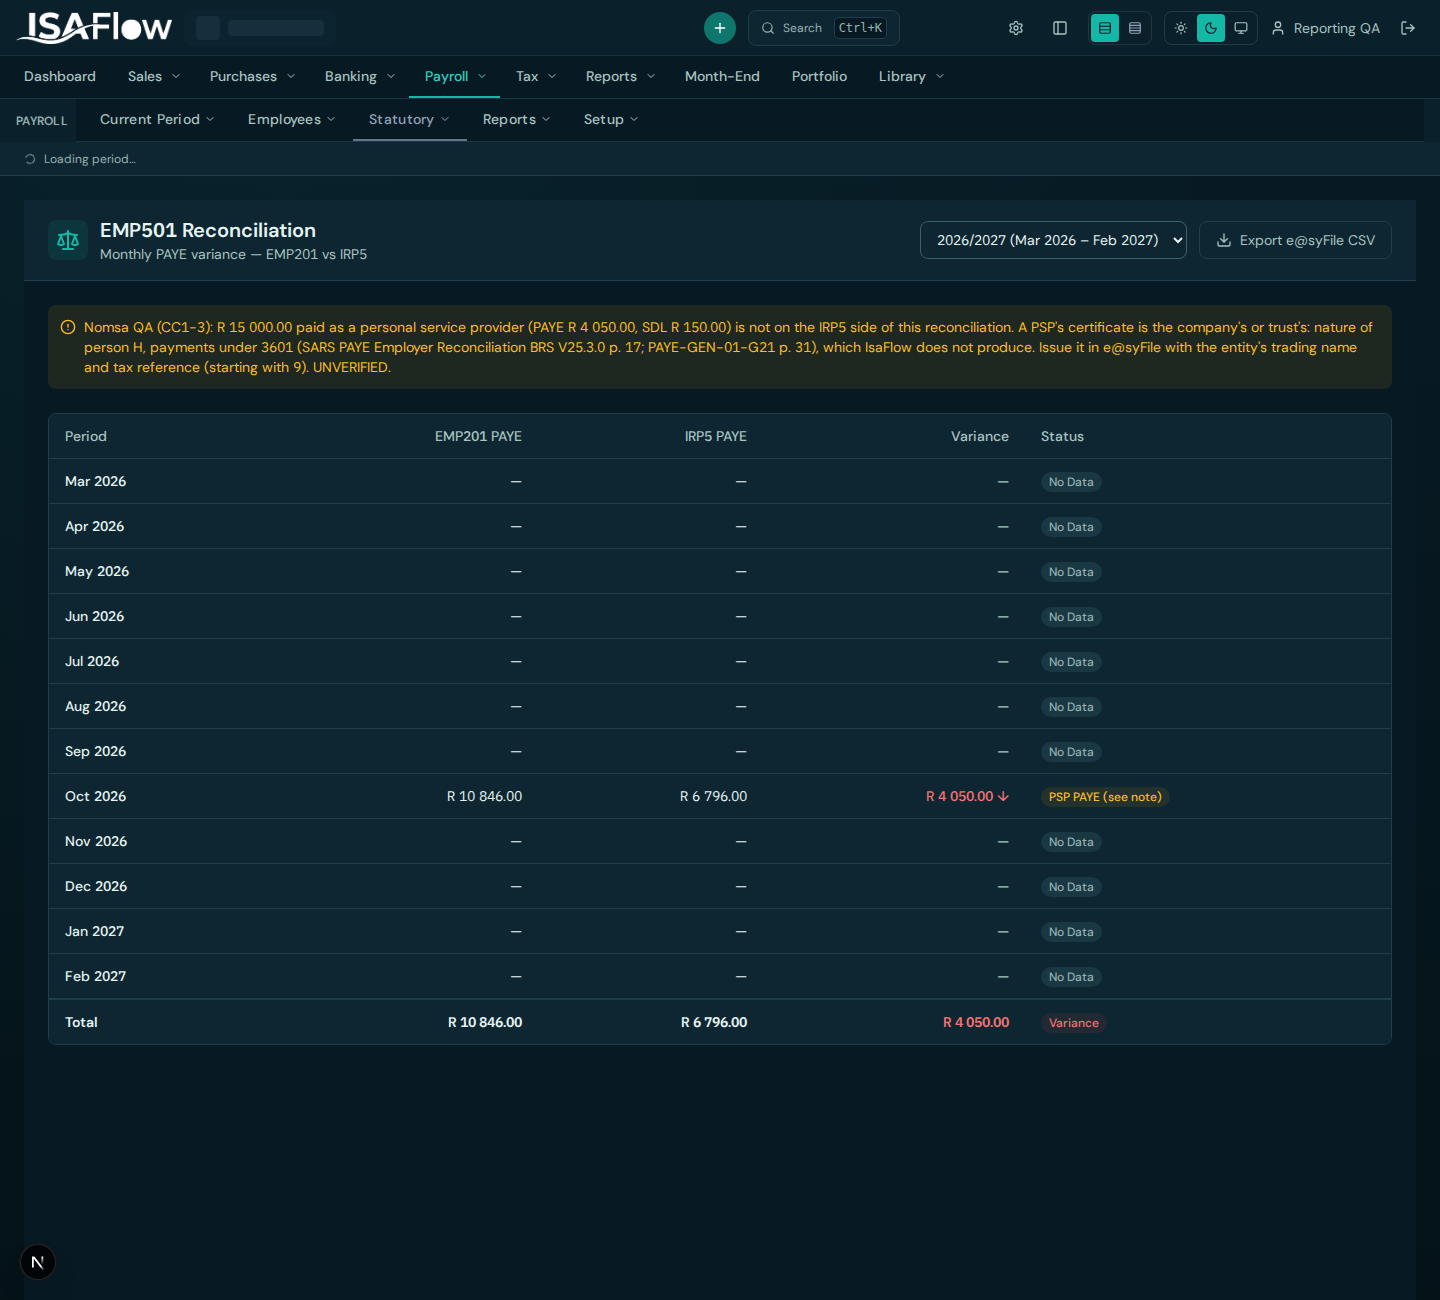 ISAFlow
Search Ctrl+K
Reporting QA
Dashboard Sales Purchases Banking Payroll Tax Reports Month-End Portfolio Library
PAYROLL Current Period Employees Statutory Reports Setup
Loading period…
EMP501 Reconciliation
Monthly PAYE variance — EMP201 vs IRP5
2026/2027 (Mar 2026 – Feb 2027)
Export e@syFile CSV
Nomsa QA (CC1-3): R 15 000.00 paid as a personal service provider (PAYE R 4 050.00, SDL R 150.00) is not on the IRP5 side of this reconciliation. A PSP's certificate is the company's or trust's: nature of
person H, payments under 3601 (SARS PAYE Employer Reconciliation BRS V25.3.0 p. 17; PAYE-GEN-01-G21 p. 31), which IsaFlow does not produce. Issue it in e@syFile with the entity's trading name
and tax reference (starting with 9). UNVERIFIED.
Period EMP201 PAYE IRP5 PAYE Variance Status
Mar 2026 — — — No Data
Apr 2026 — — — No Data
May 2026 — — — No Data
Jun 2026 — — — No Data
Jul 2026 — — — No Data
Aug 2026 — — — No Data
Sep 2026 — — — No Data
Oct 2026 R 10 846.00 R 6 796.00 R 4 050.00 ↓ PSP PAYE (see note)
Nov 2026 — — — No Data
Dec 2026 — — — No Data
Jan 2027 — — — No Data
Feb 2027 — — — No Data
Total R 10 846.00 R 6 796.00 R 4 050.00 Variance
N